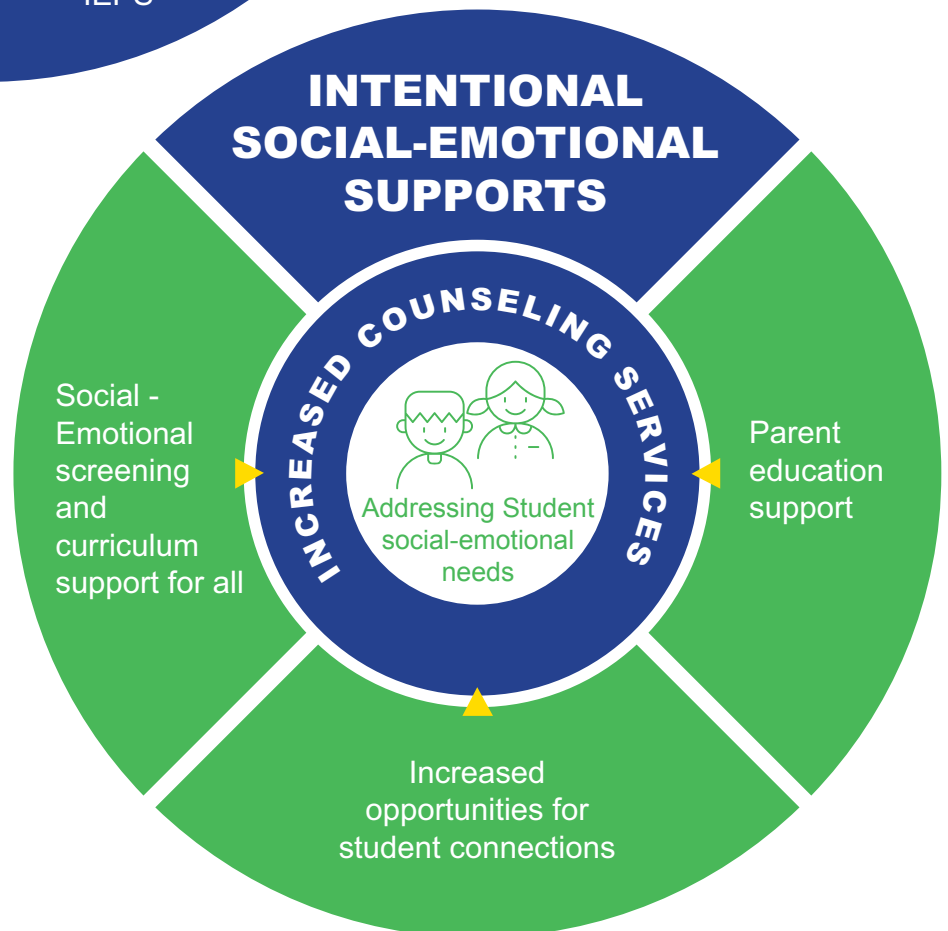 INTENTIONAL
SOCIAL-EMOTIONAL
SUPPORTS
INCREASED COUNSELING SERVICES
Addressing Student
social-emotional
needs
Social -
Emotional
screening
and
curriculum
support for all
Parent
education
support
Increased
opportunities for
student connections